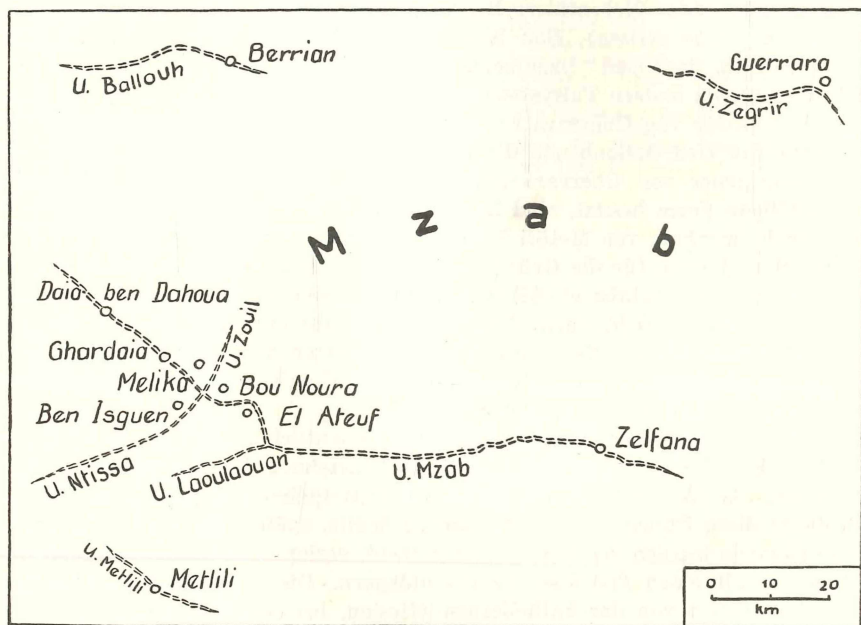 Berrian
U. Ballouh
Guerrara
U. Zegrir
M z a b
Daia ben Dahoua
U. Zouil
Ghardaia
Melika
Bou Noura
Ben Isguen
El Ateuf
Zelfana
U. Ntissa
U. Laoulaouan
U. Mzab
U. Metlili
Metlili
0 10 20
km